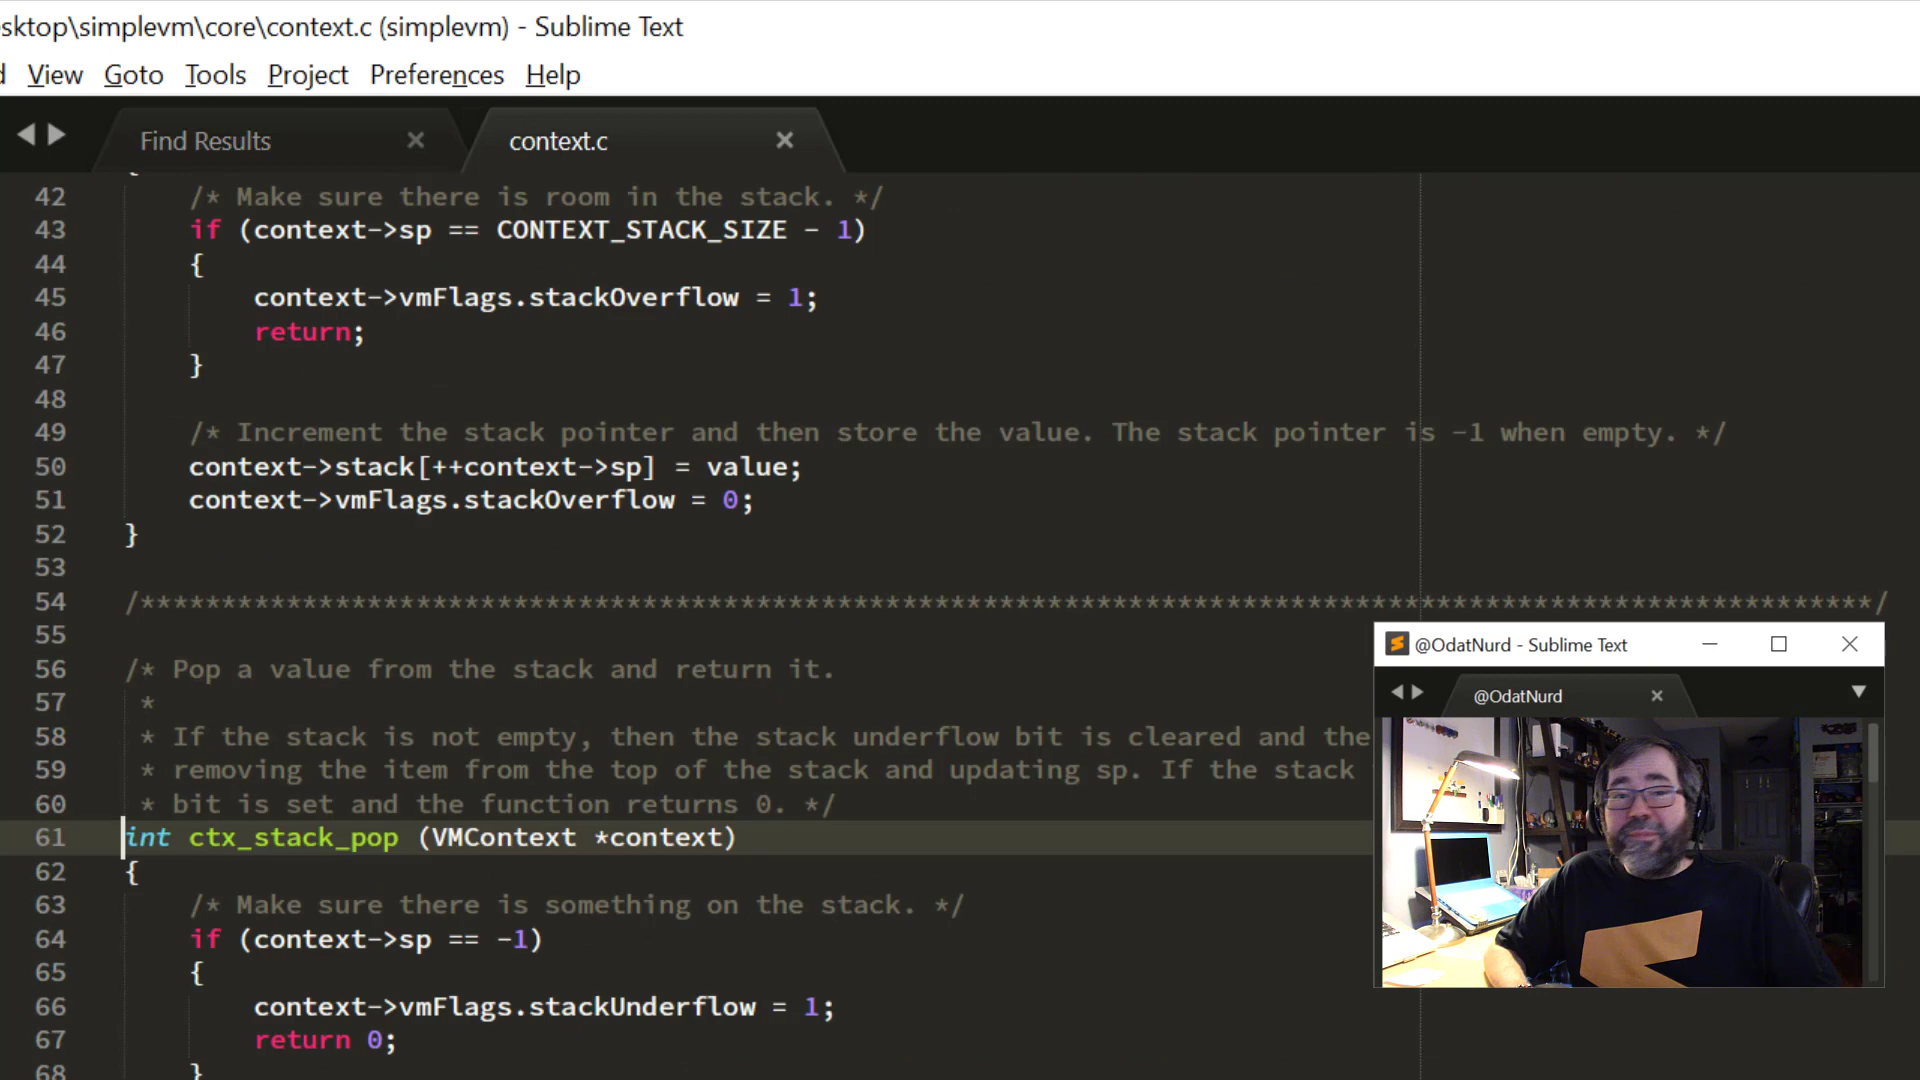 sktop\simplevm\core\context.c (simplevm) - Sublime Text
d View Goto Tools Project Preferences Help
Find Results
context.c
42 /* Make sure there is room in the stack. */
43 if (context->sp == CONTEXT_STACK_SIZE - 1)
44 {
45 context->vmFlags.stackOverflow = 1;
46 return;
47 }
48
49 /* Increment the stack pointer and then store the value. The stack pointer is -1 when empty. */
50 context->stack[++context->sp] = value;
51 context->vmFlags.stackOverflow = 0;
52 }
53
54 /***********************************************************************************************************/
55
56 /* Pop a value from the stack and return it.
57 *
58 * If the stack is not empty, then the stack underflow bit is cleared and the
59 * removing the item from the top of the stack and updating sp. If the stack
60 * bit is set and the function returns 0. */
61 int ctx_stack_pop (VMContext *context)
62 {
63 /* Make sure there is something on the stack. */
64 if (context->sp == -1)
65 {
66 context->vmFlags.stackUnderflow = 1;
67 return 0;
68 }
@OdatNurd - Sublime Text
@OdatNurd